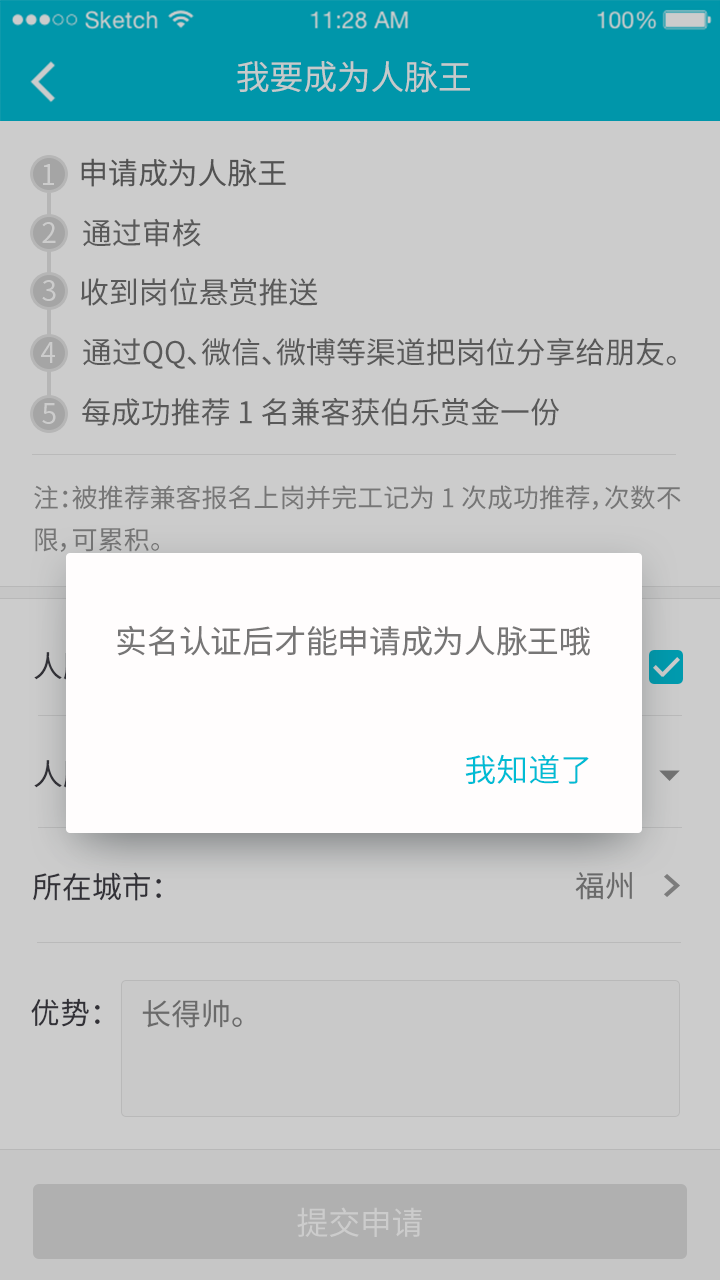 Sketch 11:28 AM 100%
我要成为人脉王
1 申请成为人脉王
2 通过审核
3 收到岗位悬赏推送
4 通过QQ、微信、微博等渠道把岗位分享给朋友。
5 每成功推荐 1 名兼客获伯乐赏金一份
注：被推荐兼客报名上岗并完工记为 1 次成功推荐，次数不
限，可累积。
实名认证后才能申请成为人脉王哦
我知道了
人
人
所在城市： 福州
优势： 长得帅。
提交申请